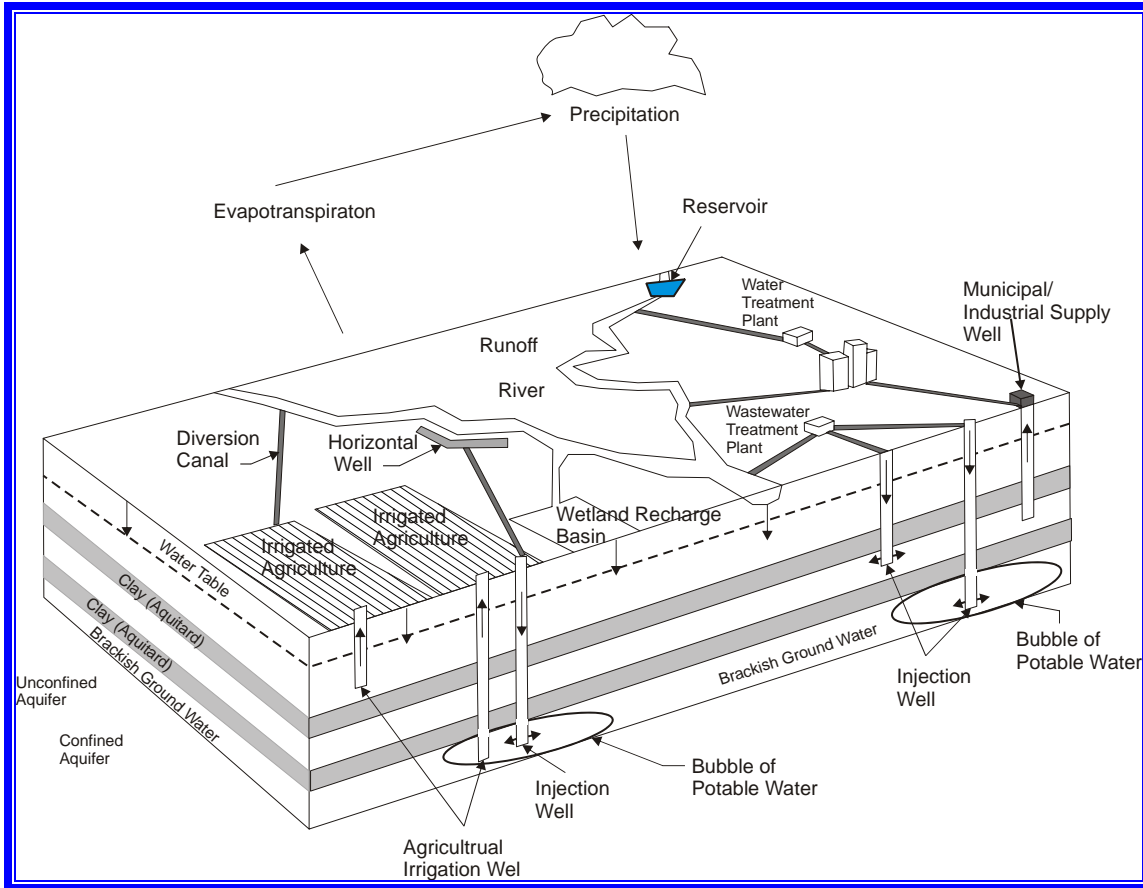 Precipitation
Evapotranspiraton
Reservoir
Water
Treatment
Plant
Municipal/
Industrial Supply
Well
Runoff
River
Wastewater
Treatment
Plant
Diversion
Canal
Horizontal
Well
Irrigated
Agriculture
Irrigated
Agriculture
Wetland Recharge
Basin
Water Table
Clay (Aquitard)
Clay (Aquitard)
Brackish Ground Water
Unconfined
Aquifer
Confined
Aquifer
Brackish Ground Water
Injection
Well
Bubble of
Potable Water
Injection
Well
Bubble of
Potable Water
Agricultrual
Irrigation Wel